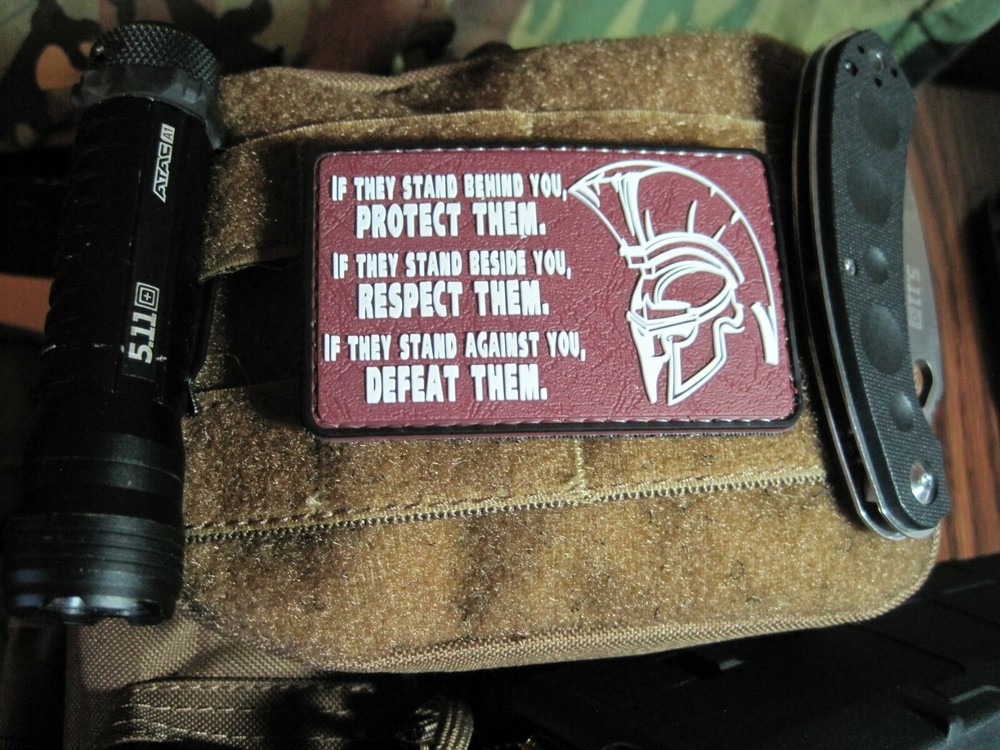 ATAC A1
5.11
IF THEY STAND BEHIND YOU,
PROTECT THEM.
IF THEY STAND BESIDE YOU,
RESPECT THEM.
IF THEY STAND AGAINST YOU,
DEFEAT THEM.
5.11